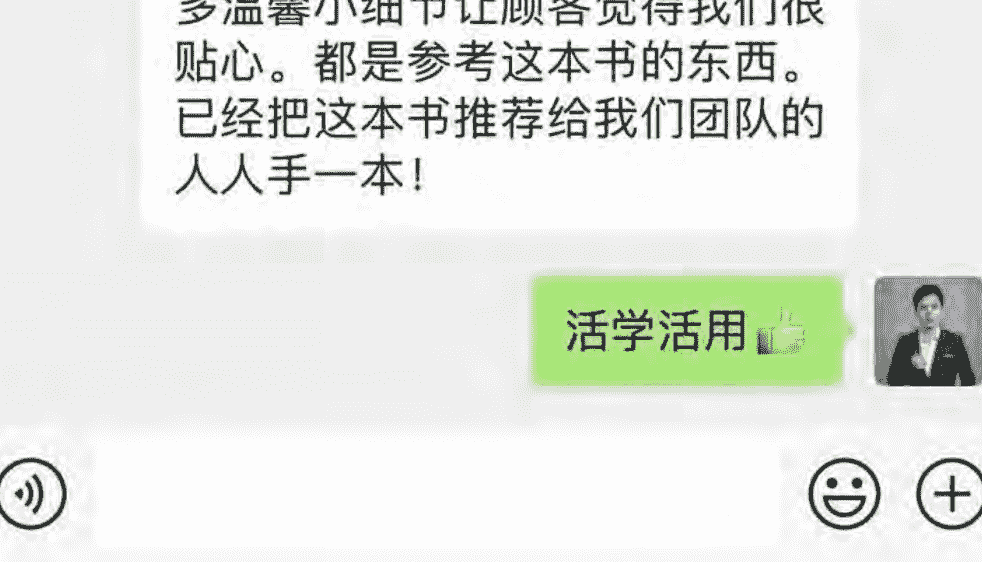 多温馨小细节让顾客觉得我们很
贴心。都是参考这本书的东西。
已经把这本书推荐给我们团队的
人人手一本！
活学活用👍